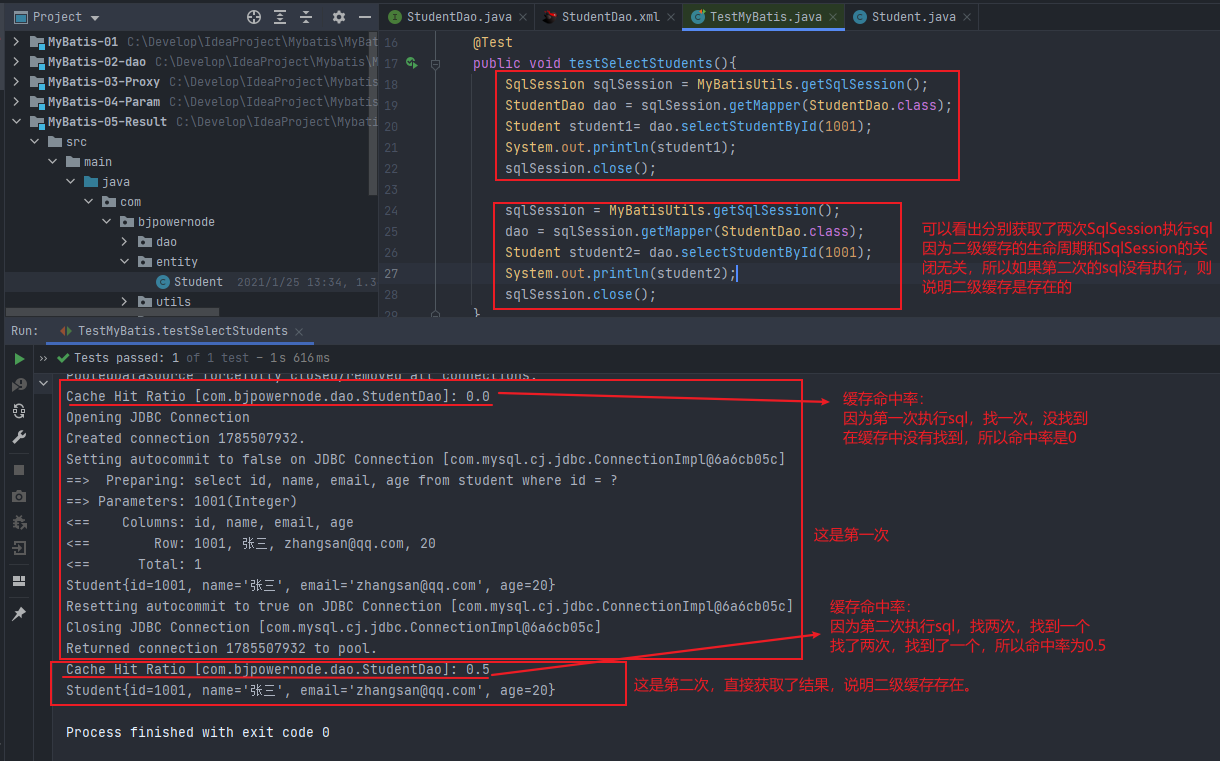 Project
StudentDao.java
StudentDao.xml
TestMyBatis.java
Student.java
MyBatis-01 C:\Develop\IdeaProject\Mybatis\MyBat
MyBatis-02-dao C:\Develop\IdeaProject\Mybatis\M
MyBatis-03-Proxy C:\Develop\IdeaProject\Mybatis
MyBatis-04-Param C:\Develop\IdeaProject\Mybatis
MyBatis-05-Result C:\Develop\IdeaProject\Mybati
src
main
java
com
bjpowernode
dao
entity
Student 2021/1/25 13:34, 1.3
utils
16 @Test
17 public void testSelectStudents(){
18 SqlSession sqlSession = MyBatisUtils.getSqlSession();
19 StudentDao dao = sqlSession.getMapper(StudentDao.class);
20 Student student1= dao.selectStudentById(1001);
21 System.out.println(student1);
22 sqlSession.close();
23
24 sqlSession = MyBatisUtils.getSqlSession();
25 dao = sqlSession.getMapper(StudentDao.class);
26 Student student2= dao.selectStudentById(1001);
27 System.out.println(student2);
28 sqlSession.close();
29 }
可以看出分别获取了两次SqlSession执行sql
因为二级缓存的生命周期和SqlSession的关
闭无关，所以如果第二次的sql没有执行，则
说明二级缓存是存在的
Run: TestMyBatis.testSelectStudents
Tests passed: 1 of 1 test – 1 s 616 ms
PooledDataSource forcefully closed/removed all connections.
Cache Hit Ratio [com.bjpowernode.dao.StudentDao]: 0.0
Opening JDBC Connection
Created connection 1785507932.
Setting autocommit to false on JDBC Connection [com.mysql.cj.jdbc.ConnectionImpl@6a6cb05c]
==>  Preparing: select id, name, email, age from student where id = ?
==> Parameters: 1001(Integer)
<==    Columns: id, name, email, age
<==        Row: 1001, 张三, zhangsan@qq.com, 20
<==      Total: 1
Student{id=1001, name='张三', email='zhangsan@qq.com', age=20}
Resetting autocommit to true on JDBC Connection [com.mysql.cj.jdbc.ConnectionImpl@6a6cb05c]
Closing JDBC Connection [com.mysql.cj.jdbc.ConnectionImpl@6a6cb05c]
Returned connection 1785507932 to pool.
Cache Hit Ratio [com.bjpowernode.dao.StudentDao]: 0.5
Student{id=1001, name='张三', email='zhangsan@qq.com', age=20}
Process finished with exit code 0
缓存命中率：
因为第一次执行sql，找一次，没找到
在缓存中没有找到，所以命中率是0
这是第一次
缓存命中率：
因为第二次执行sql，找两次，找到一个
找了两次，找到了一个，所以命中率为0.5
这是第二次，直接获取了结果，说明二级缓存存在。